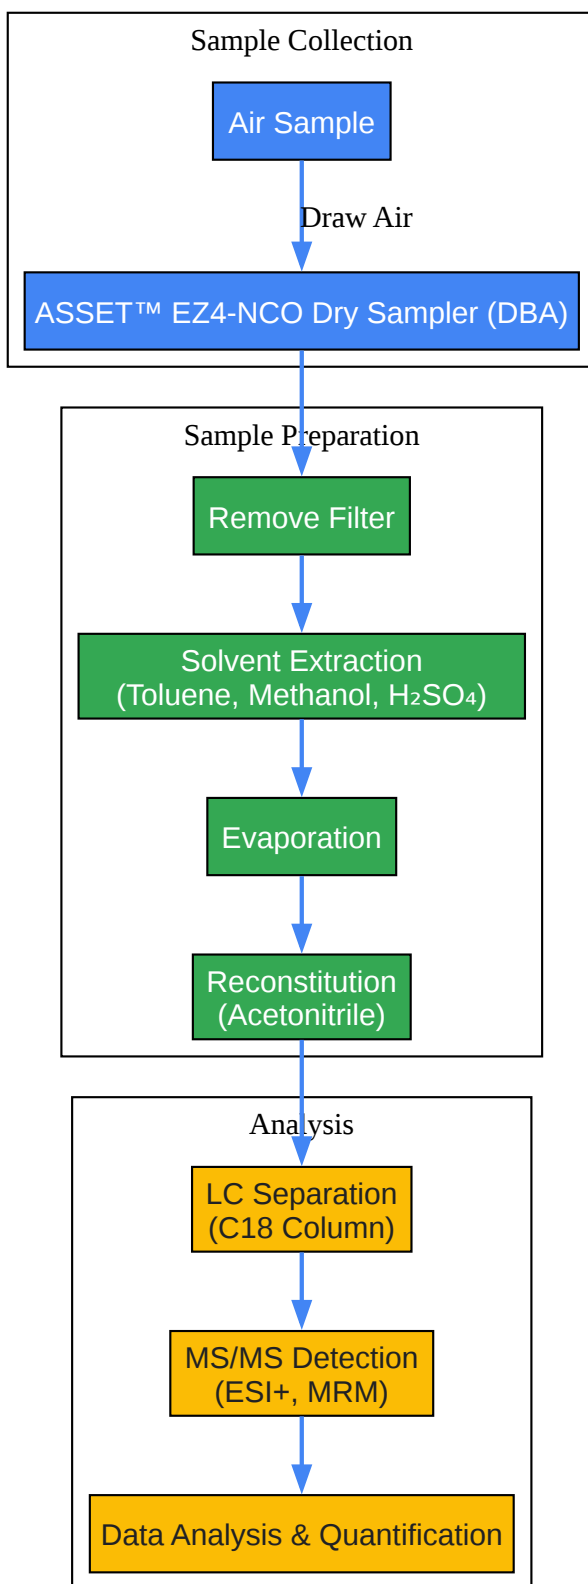 Sample Collection
Air Sample
Draw Air
ASSET™ EZ4-NCO Dry Sampler (DBA)
Sample Preparation
Remove Filter
Solvent Extraction
(Toluene, Methanol, H₂SO₄)
Evaporation
Reconstitution
(Acetonitrile)
Analysis
LC Separation
(C18 Column)
MS/MS Detection
(ESI+, MRM)
Data Analysis & Quantification